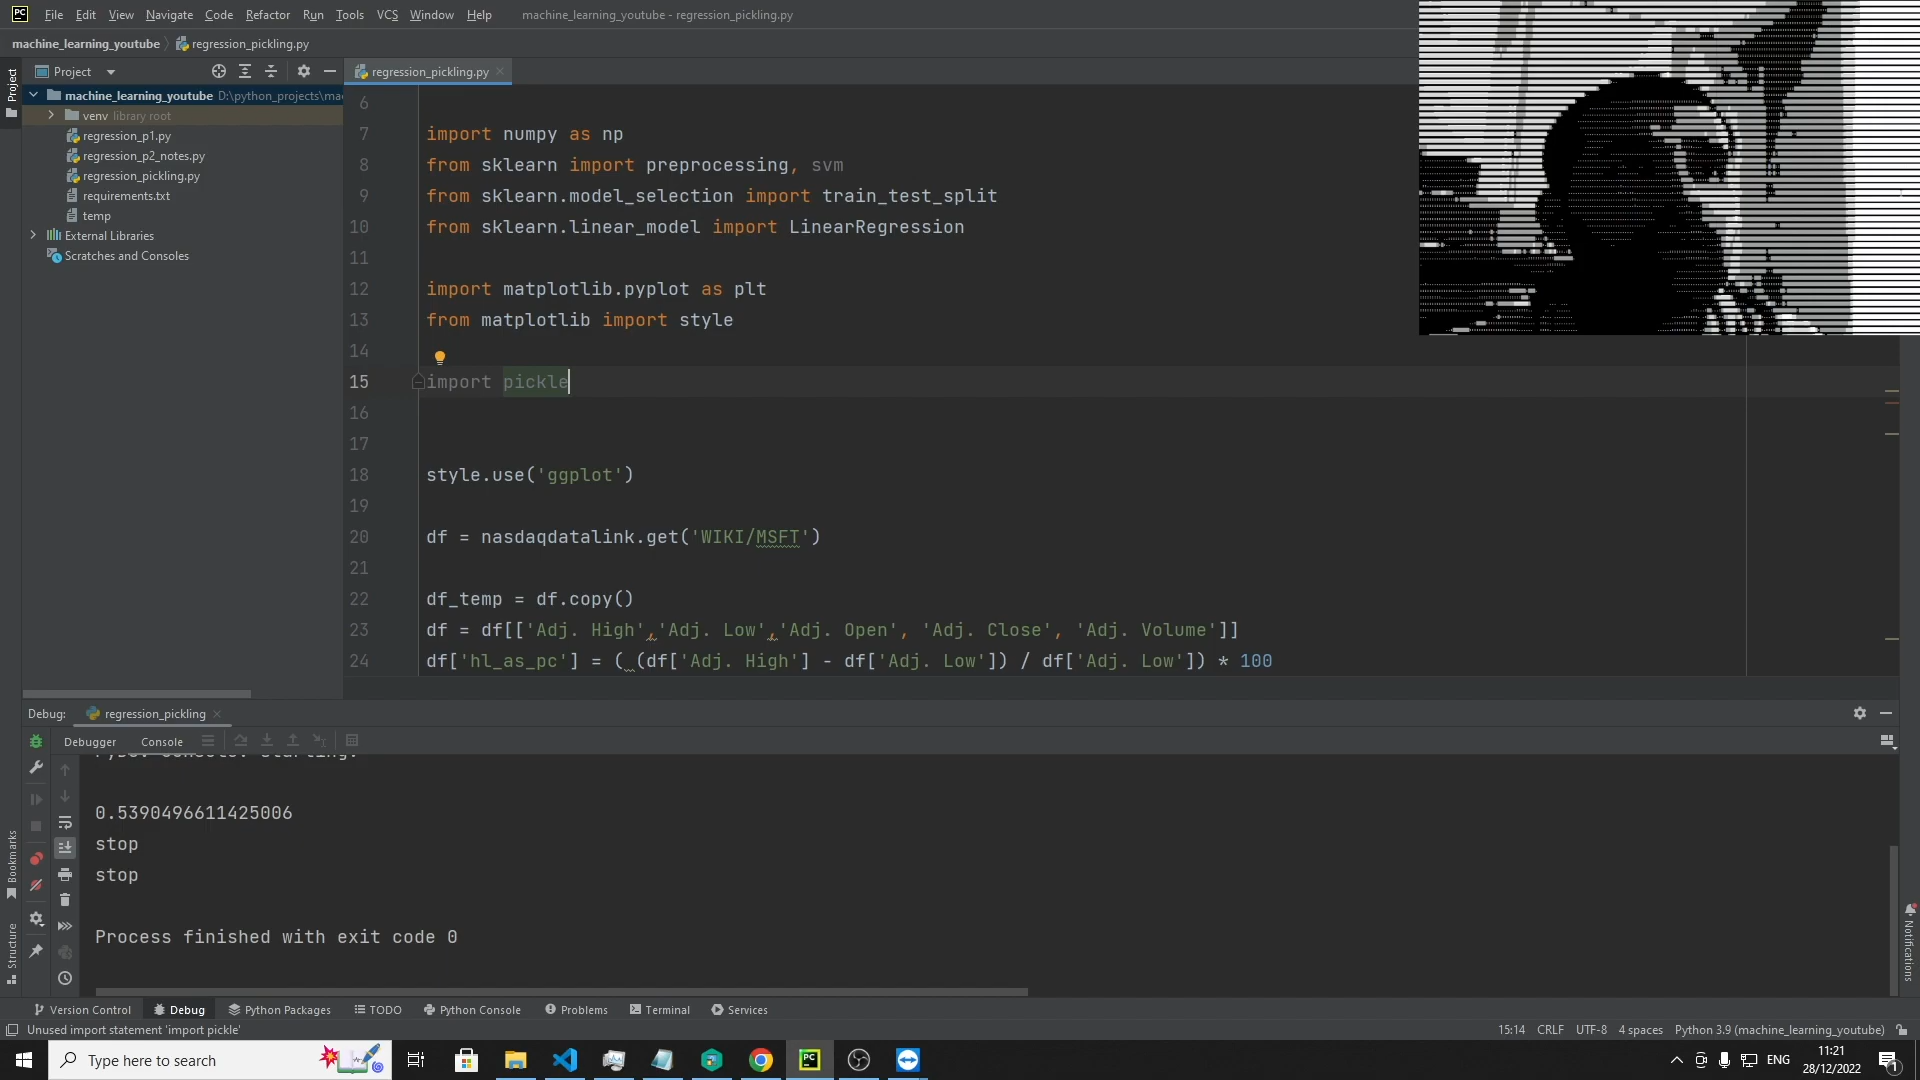 PC File Edit View Navigate Code Refactor Run Tools VCS Window Help machine_learning_youtube - regression_pickling.py
machine_learning_youtube regression_pickling.py
Project
Project
regression_pickling.py
machine_learning_youtube D:\python_projects\mac
venv library root
regression_p1.py
regression_p2_notes.py
regression_pickling.py
requirements.txt
temp
External Libraries
Scratches and Consoles
6
7 import numpy as np
8 from sklearn import preprocessing, svm
9 from sklearn.model_selection import train_test_split
10 from sklearn.linear_model import LinearRegression
11
12 import matplotlib.pyplot as plt
13 from matplotlib import style
14
15 import pickle
16
17
18 style.use('ggplot')
19
20 df = nasdaqdatalink.get('WIKI/MSFT')
21
22 df_temp = df.copy()
23 df = df[['Adj. High','Adj. Low','Adj. Open', 'Adj. Close', 'Adj. Volume']]
24 df['hl_as_pc'] = ( (df['Adj. High'] - df['Adj. Low']) / df['Adj. Low']) * 100
Debug: regression_pickling
Debugger Console
0.5390496611425006
stop
stop
Process finished with exit code 0
Bookmarks
Structure
Notifications
Version Control Debug Python Packages TODO Python Console Problems Terminal Services
Unused import statement 'import pickle' 15:14 CRLF UTF-8 4 spaces Python 3.9 (machine_learning_youtube)
Type here to search
PC
ENG
11:21
28/12/2022
1